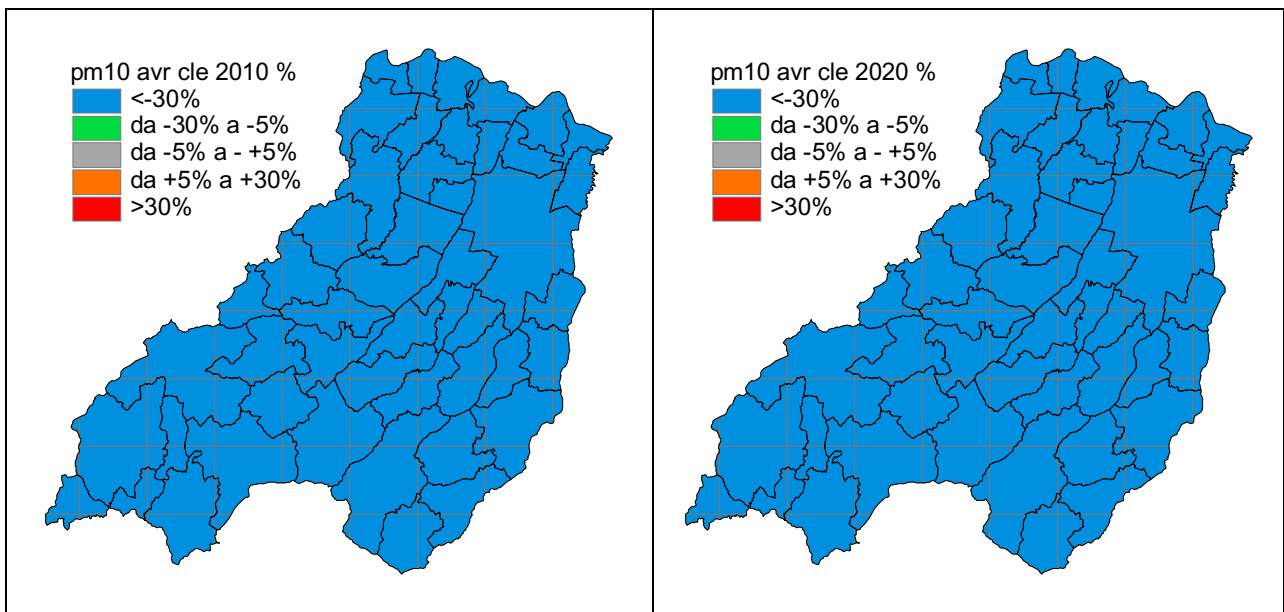 pm10 avr cle 2010 %
<-30%
da -30% a -5%
da -5% a - +5%
da +5% a +30%
>30%
pm10 avr cle 2020 %
<-30%
da -30% a -5%
da -5% a - +5%
da +5% a +30%
>30%